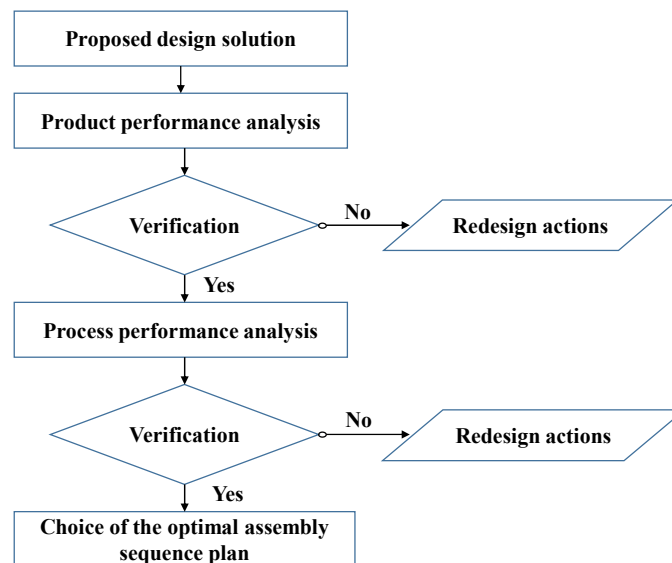 Proposed design solution
Product performance analysis
Verification
No
Redesign actions
Yes
Process performance analysis
Verification
No
Redesign actions
Yes
Choice of the optimal assembly
sequence plan